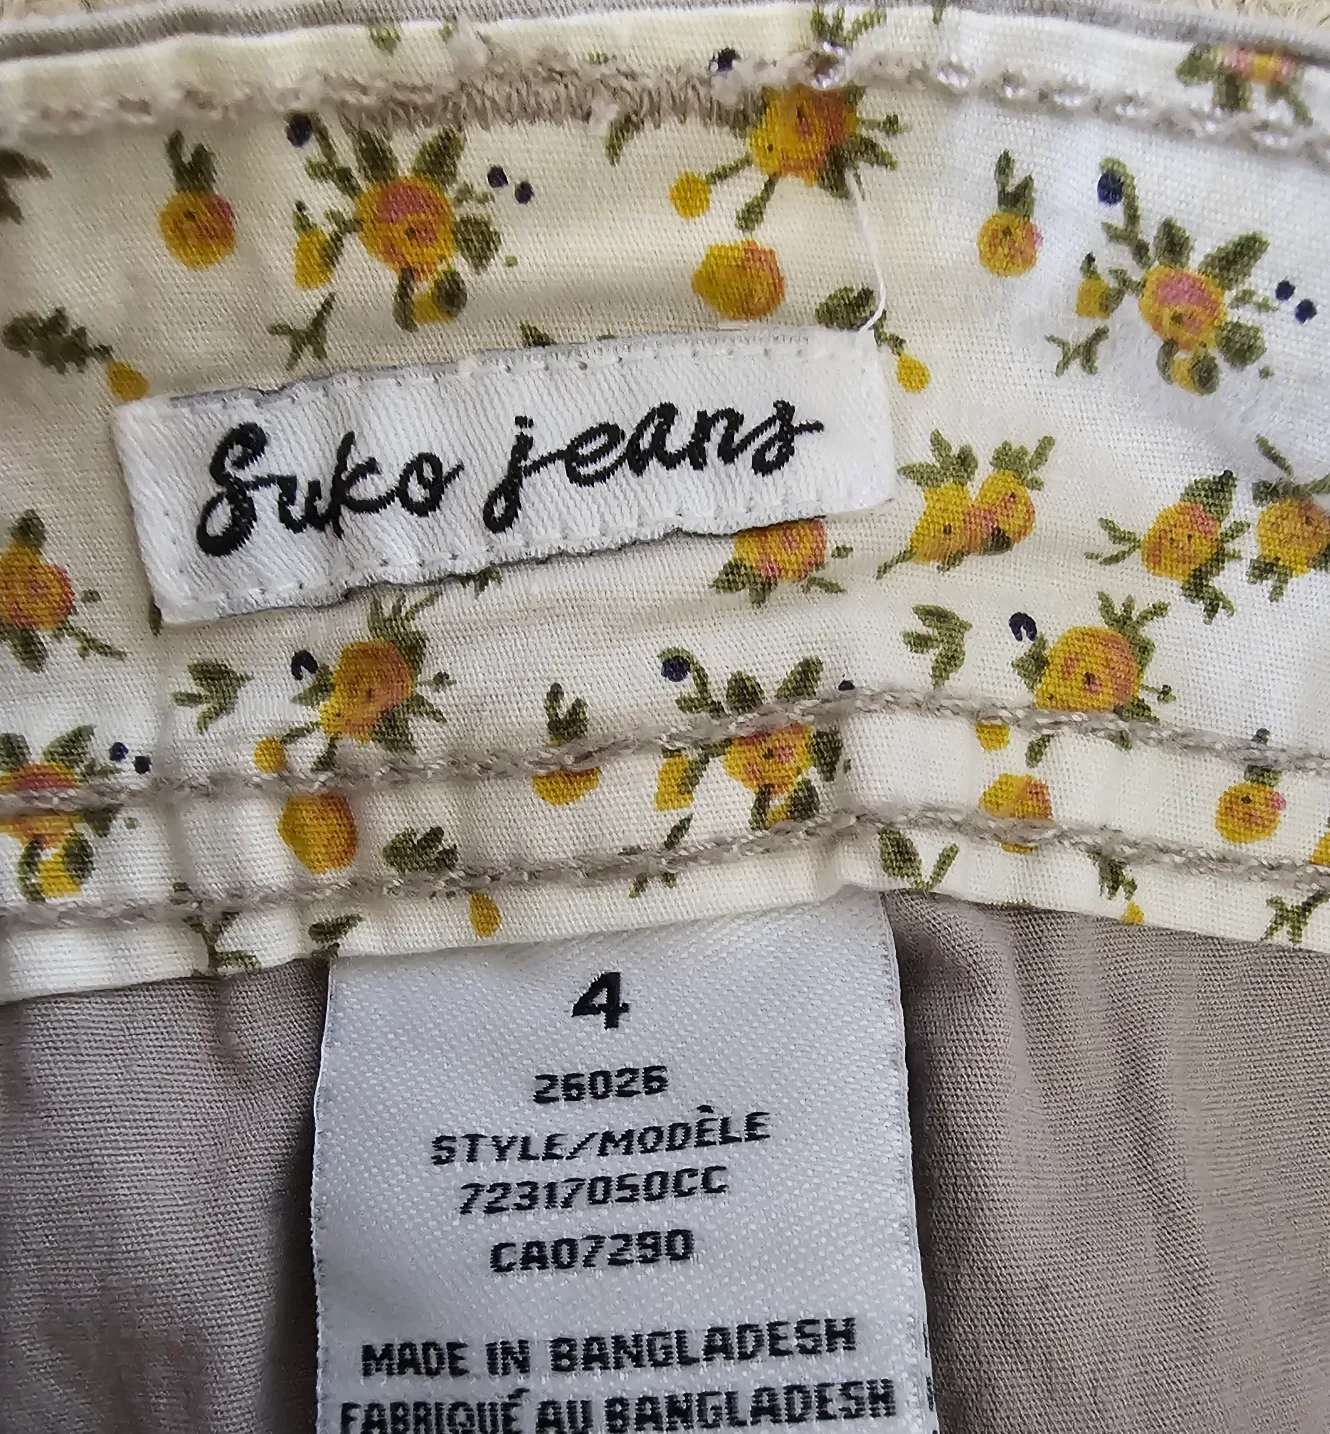 Suko jeans
4
26026
STYLE/MODÈLE
72317050CC
CA07290
MADE IN BANGLADESH
FABRIQUÉ AU BANGLADESH